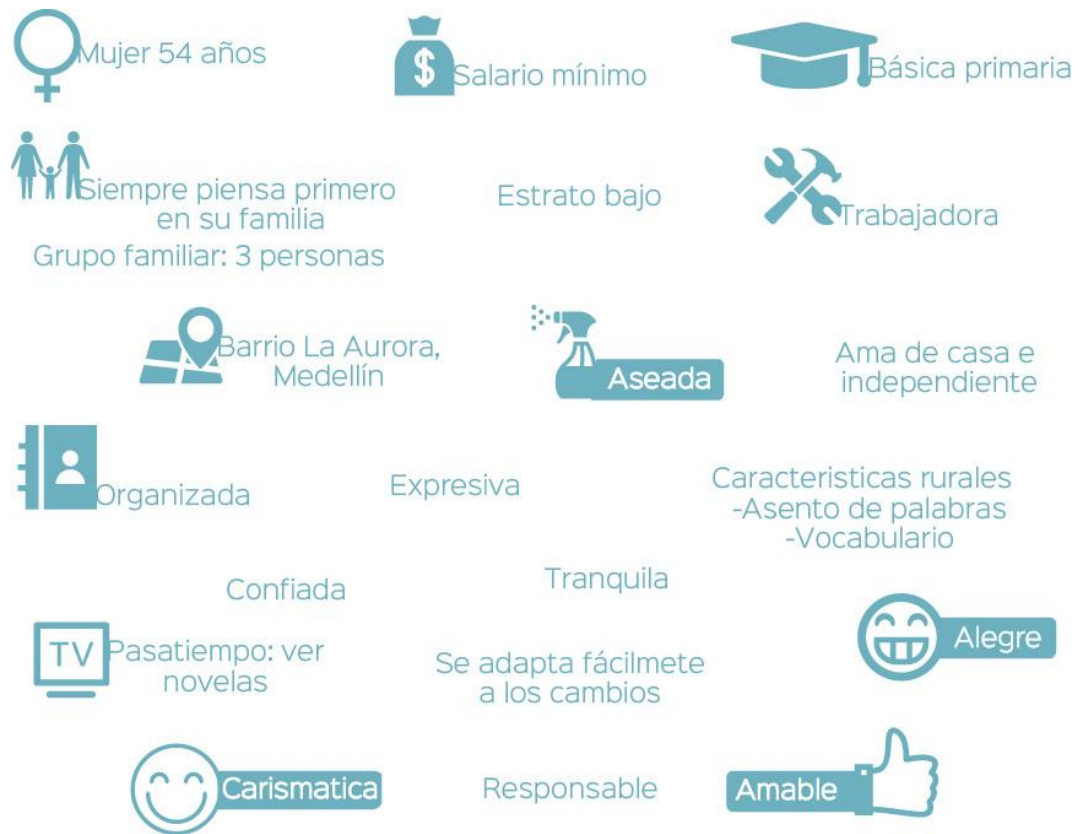 Mujer 54 años
$
Salario mínimo
Básica primaria
Siempre piensa primero
en su familia
Grupo familiar: 3 personas
Estrato bajo
Trabajadora
Barrio La Aurora,
Medellín
Aseada
Ama de casa e
independiente
Organizada
Expresiva
Caracteristicas rurales
-Asento de palabras
-Vocabulario
Confiada
Tranquila
Alegre
TV
Pasatiempo: ver
novelas
Se adapta fácilmete
a los cambios
Carismatica
Responsable
Amable